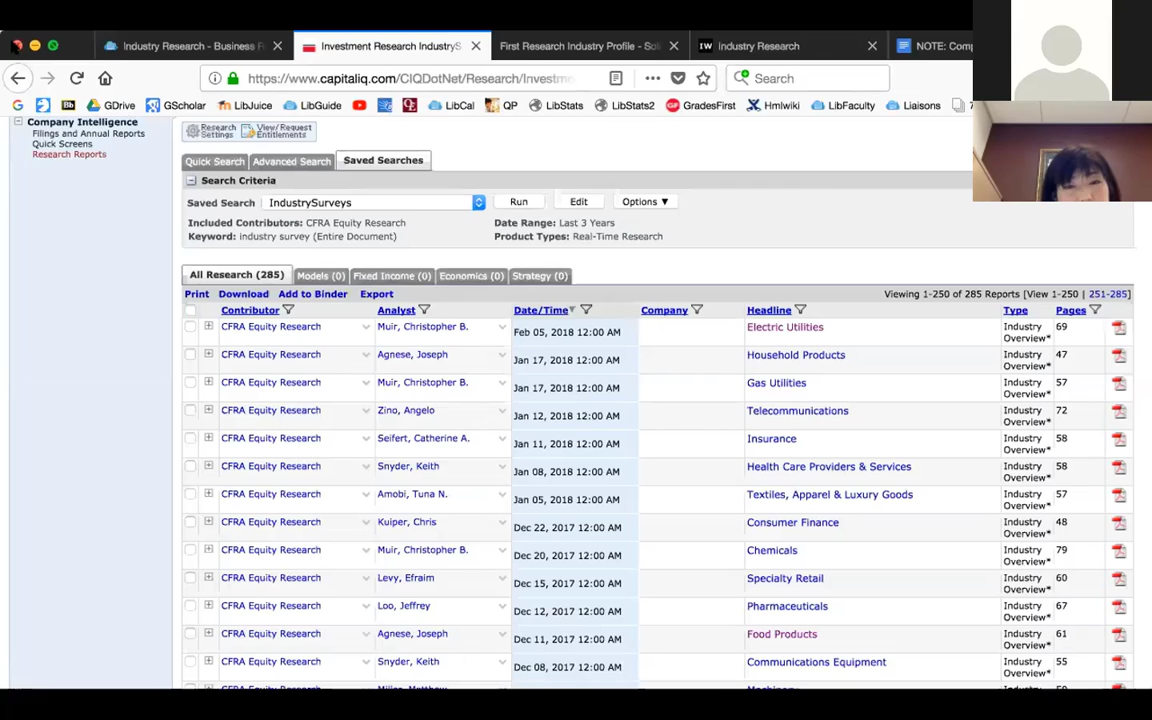 Industry Research - Business R
Investment Research IndustryS
First Research Industry Profile - Sol
IW Industry Research
NOTE: Comp
https://www.capitaliq.com/CIQDotNet/Research/Investm
Search
G
Bb
GDrive
GScholar
LibJuice
LibGuide
LibCal
QP
LibStats
LibStats2
GradesFirst
Hmlwiki
LibFaculty
Liaisons
Company Intelligence
Filings and Annual Reports
Quick Screens
Research Reports
Research Settings
View/Request Entitlements
Quick Search
Advanced Search
Saved Searches
Search Criteria
Saved Search IndustrySurveys Run Edit Options ▼
Included Contributors: CFRA Equity Research Date Range: Last 3 Years
Keyword: industry survey (Entire Document) Product Types: Real-Time Research
All Research (285) Models (0) Fixed Income (0) Economics (0) Strategy (0)
Print Download Add to Binder Export Viewing 1-250 of 285 Reports [View 1-250 | 251-285]
Contributor Analyst Date/Time Company Headline Type Pages
CFRA Equity Research Muir, Christopher B. Feb 05, 2018 12:00 AM Electric Utilities Industry Overview* 69
CFRA Equity Research Agnese, Joseph Jan 17, 2018 12:00 AM Household Products Industry Overview* 47
CFRA Equity Research Muir, Christopher B. Jan 17, 2018 12:00 AM Gas Utilities Industry Overview* 57
CFRA Equity Research Zino, Angelo Jan 12, 2018 12:00 AM Telecommunications Industry Overview* 72
CFRA Equity Research Seifert, Catherine A. Jan 11, 2018 12:00 AM Insurance Industry Overview* 58
CFRA Equity Research Snyder, Keith Jan 08, 2018 12:00 AM Health Care Providers & Services Industry Overview* 58
CFRA Equity Research Amobi, Tuna N. Jan 05, 2018 12:00 AM Textiles, Apparel & Luxury Goods Industry Overview* 57
CFRA Equity Research Kuiper, Chris Dec 22, 2017 12:00 AM Consumer Finance Industry Overview* 48
CFRA Equity Research Muir, Christopher B. Dec 20, 2017 12:00 AM Chemicals Industry Overview* 79
CFRA Equity Research Levy, Efraim Dec 15, 2017 12:00 AM Specialty Retail Industry Overview* 60
CFRA Equity Research Loo, Jeffrey Dec 12, 2017 12:00 AM Pharmaceuticals Industry Overview* 67
CFRA Equity Research Agnese, Joseph Dec 11, 2017 12:00 AM Food Products Industry Overview* 61
CFRA Equity Research Snyder, Keith Dec 08, 2017 12:00 AM Communications Equipment Industry Overview* 55
CFRA Equity Research